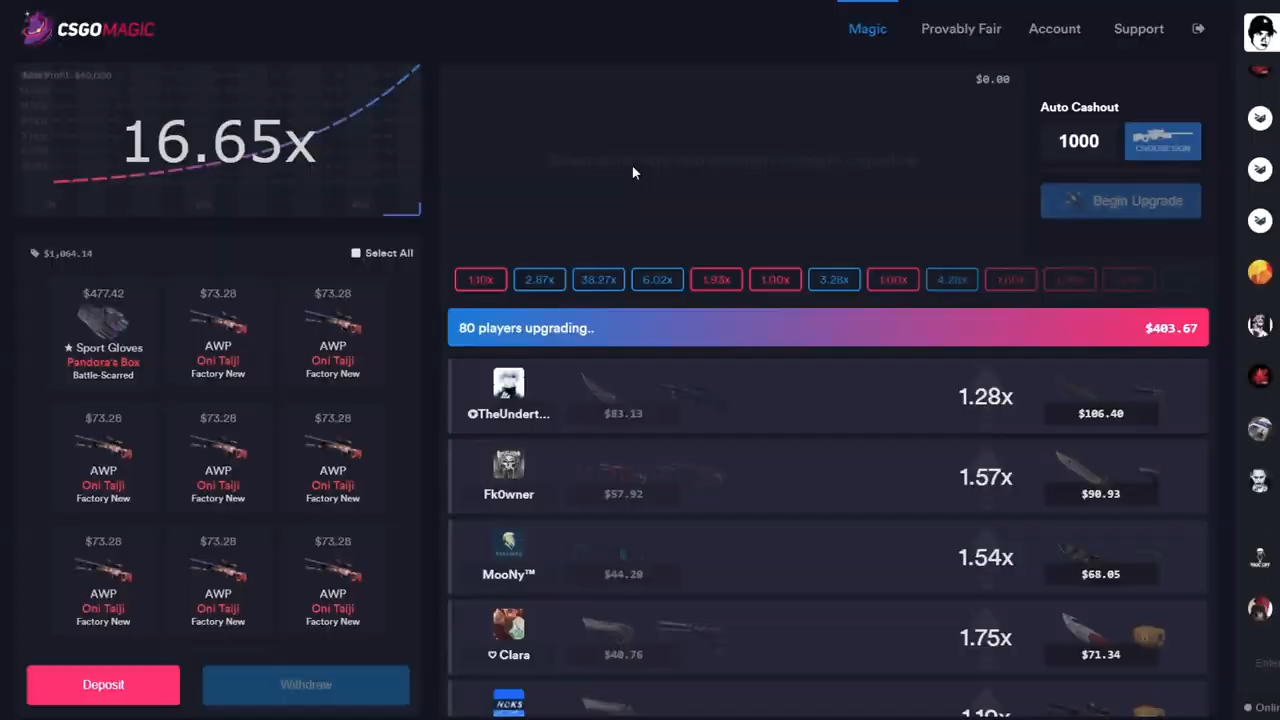 CSGOMAGIC
Magic
Provably Fair
Account
Support
16.65x
$0.00
Auto Cashout
1000
Begin Upgrade
$1,064.14
Select All
1.10x
2.87x
38.27x
6.02x
1.93x
1.00x
3.28x
1.00x
4.28x
80 players upgrading..
$403.67
$477.42
★ Sport Gloves
Pandora's Box
Battle-Scarred
$73.28
AWP
Oni Taiji
Factory New
$73.28
AWP
Oni Taiji
Factory New
$73.28
AWP
Oni Taiji
Factory New
$73.28
AWP
Oni Taiji
Factory New
$73.28
AWP
Oni Taiji
Factory New
$73.28
AWP
Oni Taiji
Factory New
$73.28
AWP
Oni Taiji
Factory New
$73.28
AWP
Oni Taiji
Factory New
Deposit
Withdraw
✪TheUndert...
$83.13
1.28x
$106.40
Fk0wner
$57.92
1.57x
$90.93
MooNy™
$44.20
1.54x
$68.05
♡ Clara
$40.76
1.75x
$71.34
NCKS